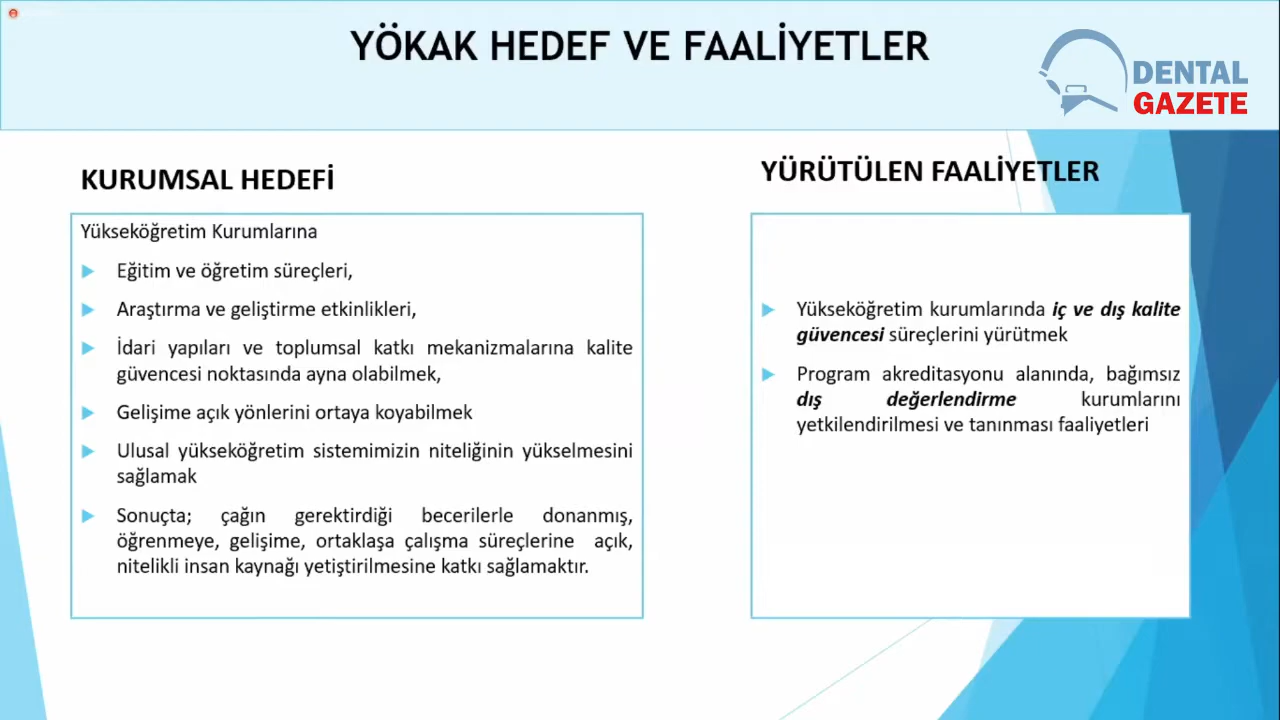 YÖKAK HEDEF VE FAALİYETLER
DENTAL
GAZETE
KURUMSAL HEDEFİ
Yükseköğretim Kurumlarına
Eğitim ve öğretim süreçleri,
Araştırma ve geliştirme etkinlikleri,
İdari yapıları ve toplumsal katkı mekanizmalarına kalite
güvencesi noktasında ayna olabilmek,
Gelişime açık yönlerini ortaya koyabilmek
Ulusal yükseköğretim sistemimizin niteliğinin yükselmesini
sağlamak
Sonuçta; çağın gerektirdiği becerilerle donanmış,
öğrenmeye, gelişime, ortaklaşa çalışma süreçlerine açık,
nitelikli insan kaynağı yetiştirilmesine katkı sağlamaktır.
YÜRÜTÜLEN FAALİYETLER
Yükseköğretim kurumlarında iç ve dış kalite
güvencesi süreçlerini yürütmek
Program akreditasyonu alanında, bağımsız
dış değerlendirme kurumlarını
yetkilendirilmesi ve tanınması faaliyetleri